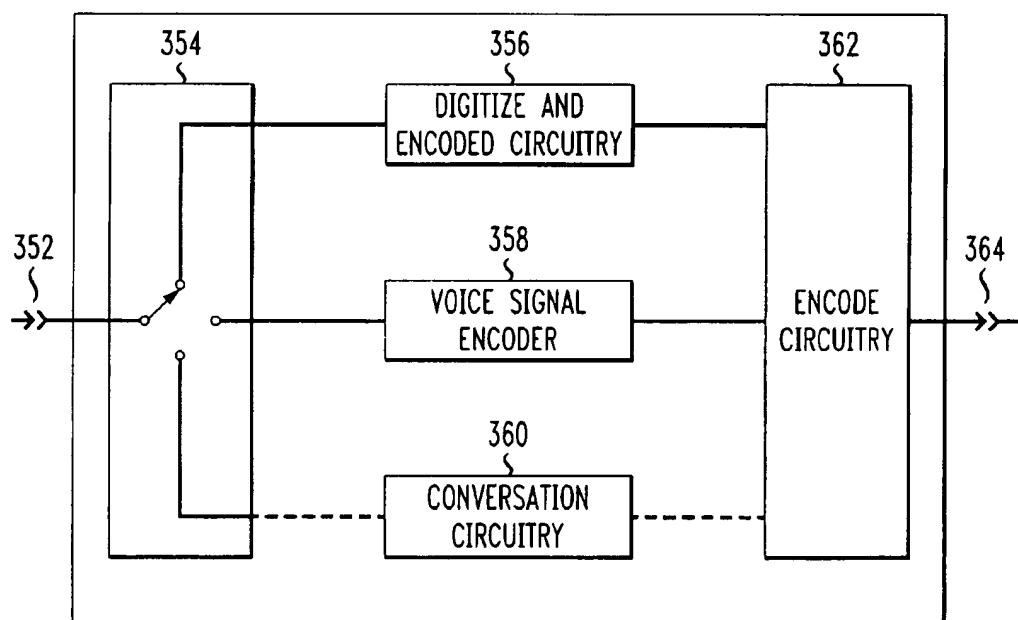 354
356
362
DIGITIZE AND
ENCODED CIRCUITRY
352
358
364
VOICE SIGNAL
ENCODER
ENCODE
CIRCUITRY
360
CONVERSATION
CIRCUITRY